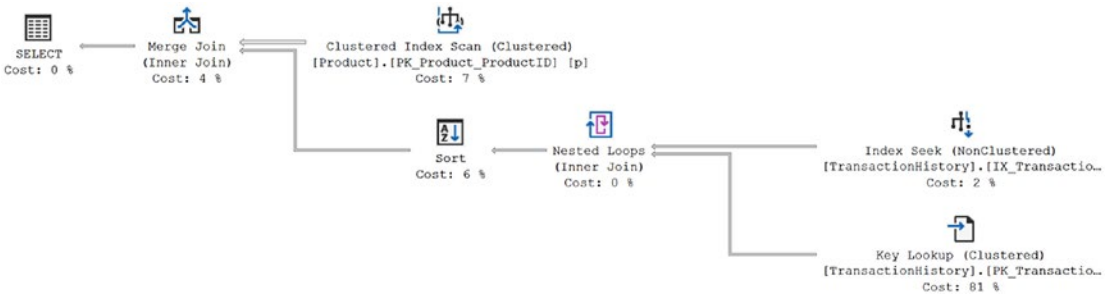 SELECT
Cost: 0 %
Merge Join
(Inner Join)
Cost: 4 %
Clustered Index Scan (Clustered)
[Product].[PK_Product_ProductID] [p]
Cost: 7 %
A
Z
Sort
Cost: 6 %
Nested Loops
(Inner Join)
Cost: 0 %
Index Seek (NonClustered)
[TransactionHistory].[IX_Transactio…
Cost: 2 %
Key Lookup (Clustered)
[TransactionHistory].[PK_Transactio…
Cost: 81 %